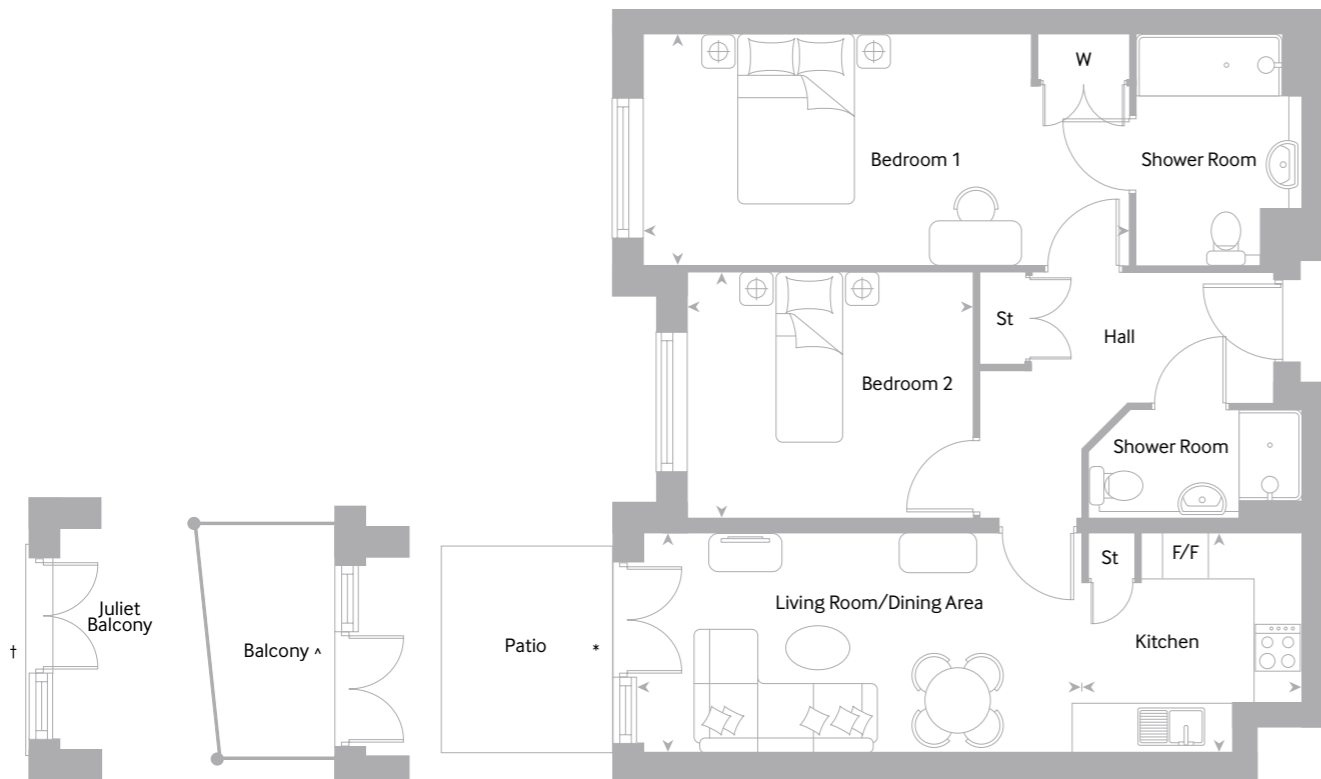 W
Bedroom 1
Shower Room
St
Hall
Bedroom 2
Shower Room
St
F/F
Living Room/Dining Area
Kitchen
Patio *
Balcony ^
Juliet
Balcony
†